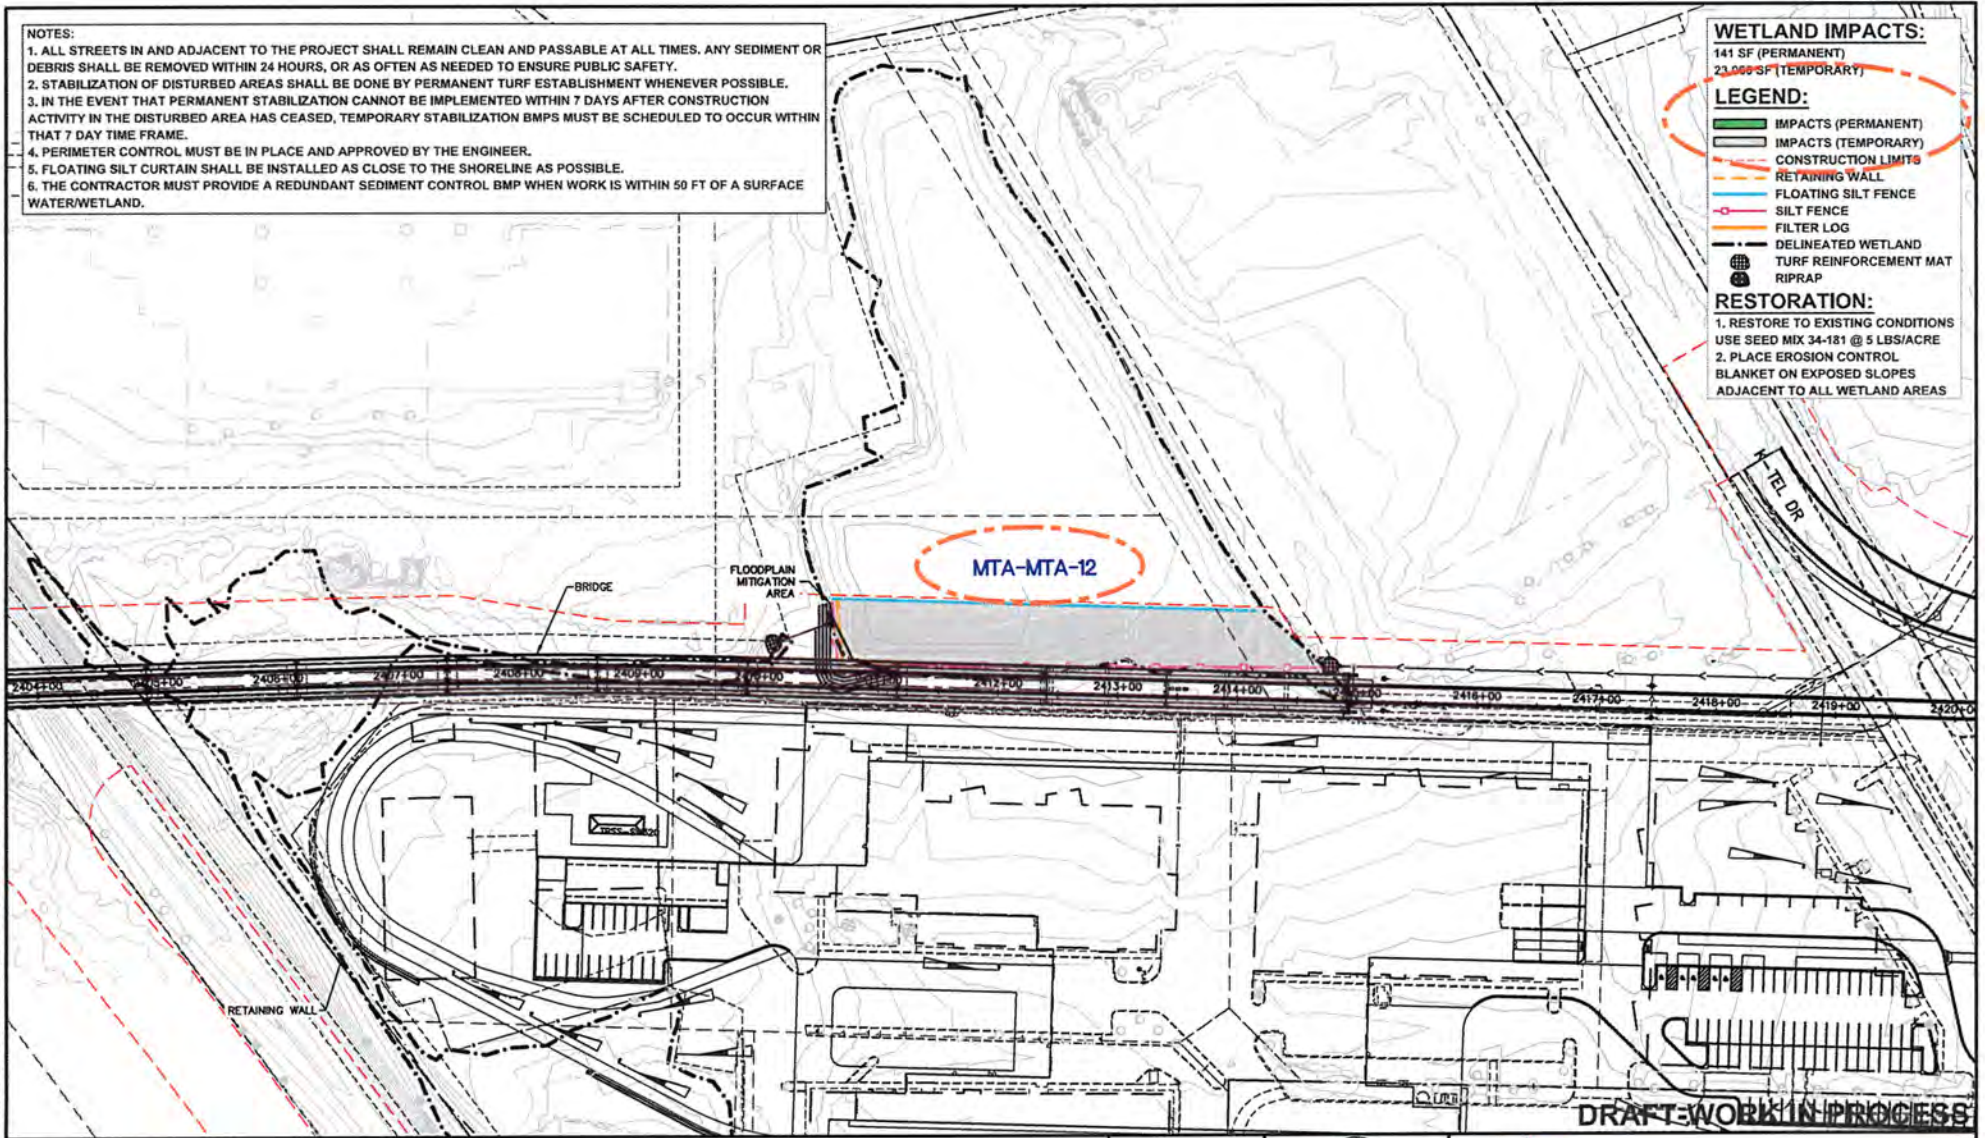 NOTES:
1. ALL STREETS IN AND ADJACENT TO THE PROJECT SHALL REMAIN CLEAN AND PASSABLE AT ALL TIMES. ANY SEDIMENT OR
DEBRIS SHALL BE REMOVED WITHIN 24 HOURS, OR AS OFTEN AS NEEDED TO ENSURE PUBLIC SAFETY.
2. STABILIZATION OF DISTURBED AREAS SHALL BE DONE BY PERMANENT TURF ESTABLISHMENT WHENEVER POSSIBLE.
3. IN THE EVENT THAT PERMANENT STABILIZATION CANNOT BE IMPLEMENTED WITHIN 7 DAYS AFTER CONSTRUCTION
ACTIVITY IN THE DISTURBED AREA HAS CEASED, TEMPORARY STABILIZATION BMPS MUST BE SCHEDULED TO OCCUR WITHIN
THAT 7 DAY TIME FRAME.
4. PERIMETER CONTROL MUST BE IN PLACE AND APPROVED BY THE ENGINEER.
5. FLOATING SILT CURTAIN SHALL BE INSTALLED AS CLOSE TO THE SHORELINE AS POSSIBLE.
6. THE CONTRACTOR MUST PROVIDE A REDUNDANT SEDIMENT CONTROL BMP WHEN WORK IS WITHIN 50 FT OF A SURFACE
WATER/WETLAND.
WETLAND IMPACTS:
141 SF (PERMANENT)
SF (TEMPORARY)
LEGEND:
IMPACTS (PERMANENT)
IMPACTS (TEMPORARY)
CONSTRUCTION LIMITS
RETAINING WALL
FLOATING SILT FENCE
SILT FENCE
FILTER LOG
DELINEATED WETLAND
TURF REINFORCEMENT MAT
RIPRAP
RESTORATION:
1. RESTORE TO EXISTING CONDITIONS
USE SEED MIX 34-181 @ 5 LBS/ACRE
2. PLACE EROSION CONTROL
BLANKET ON EXPOSED SLOPES
ADJACENT TO ALL WETLAND AREAS
K-TEL DR
MTA-MTA-12
FLOODPLAIN
MITIGATION
AREA
BRIDGE
2404+00
2406+00
2407+00
2408+00
2409+00
2412+00
2413+00
2414+00
2416+00
2417+00
2418+00
2419+00
RETAINING WALL
DRAFT-WORK IN PROCESS